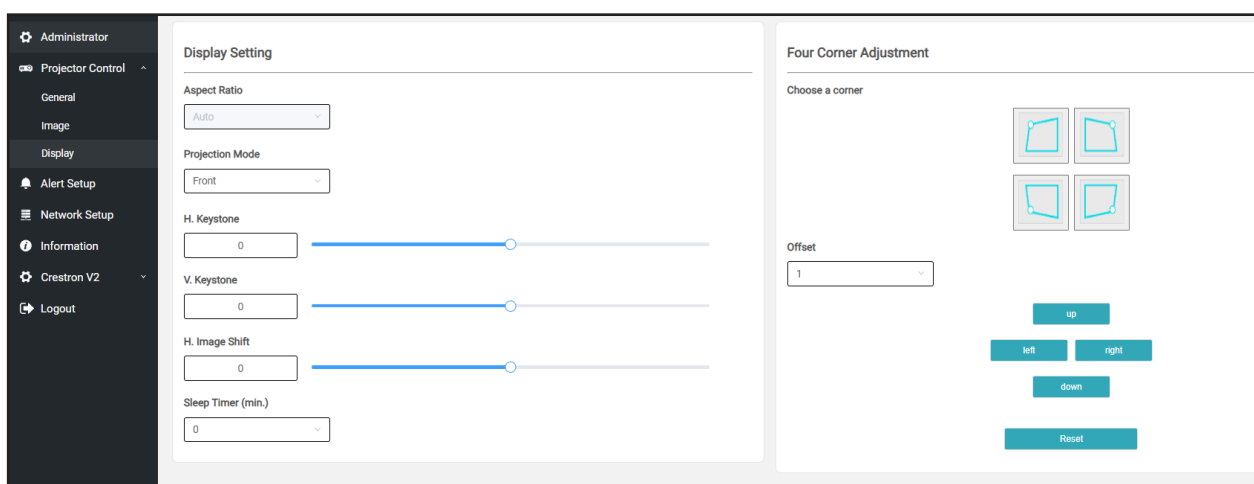 Administrator
Projector Control
General
Image
Display
Alert Setup
Network Setup
Information
Crestron V2
Logout
Display Setting
Aspect Ratio
Auto
Projection Mode
Front
H. Keystone
0
V. Keystone
0
H. Image Shift
0
Sleep Timer (min.)
0
Four Corner Adjustment
Choose a corner
Offset
1
up
left right
down
Reset